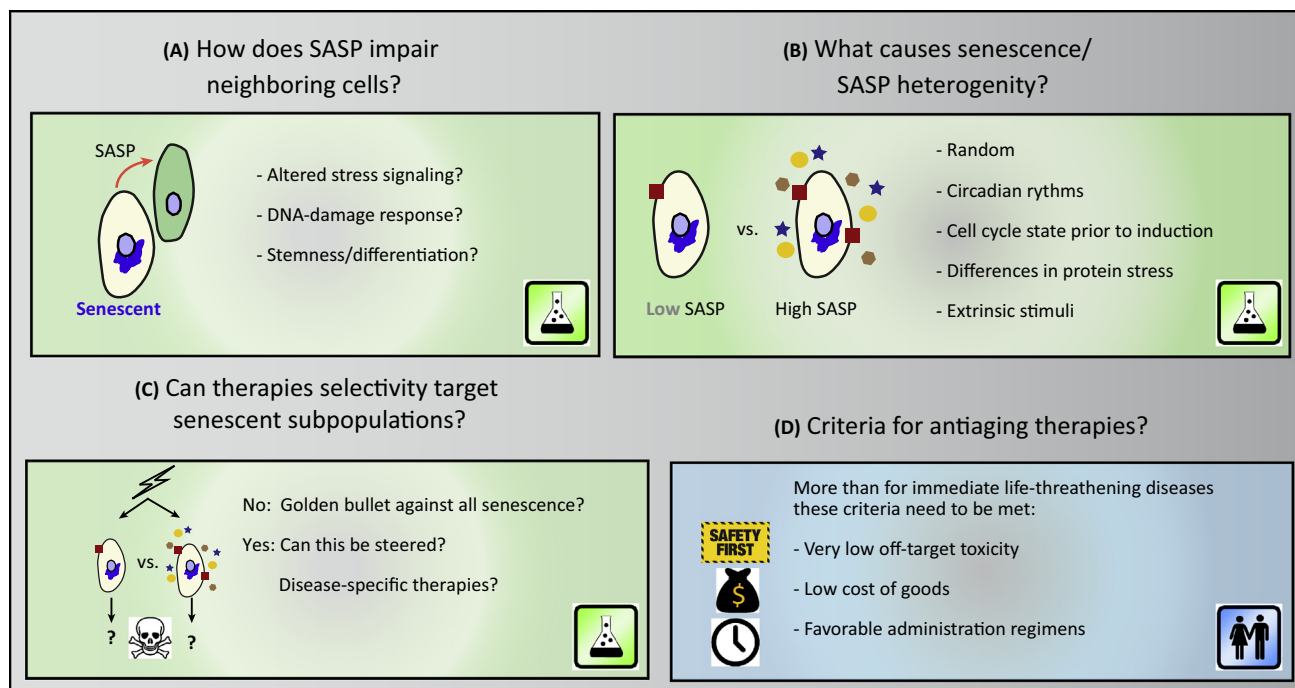 (A) How does SASP impair
neighboring cells?
SASP
- Altered stress signaling?
- DNA-damage response?
- Stemness/differentiation?
Senescent
(B) What causes senescence/
SASP heterogenity?
- Random
- Circadian rythms
vs.
- Cell cycle state prior to induction
- Differences in protein stress
Low SASP
High SASP
- Extrinsic stimuli
(C) Can therapies selectivity target
senescent subpopulations?
No: Golden bullet against all senescence?
vs.
Yes: Can this be steered?
Disease-specific therapies?
?
?
(D) Criteria for antiaging therapies?
More than for immediate life-threathening diseases
these criteria need to be met:
SAFETY
FIRST
- Very low off-target toxicity
$
- Low cost of goods
- Favorable administration regimens